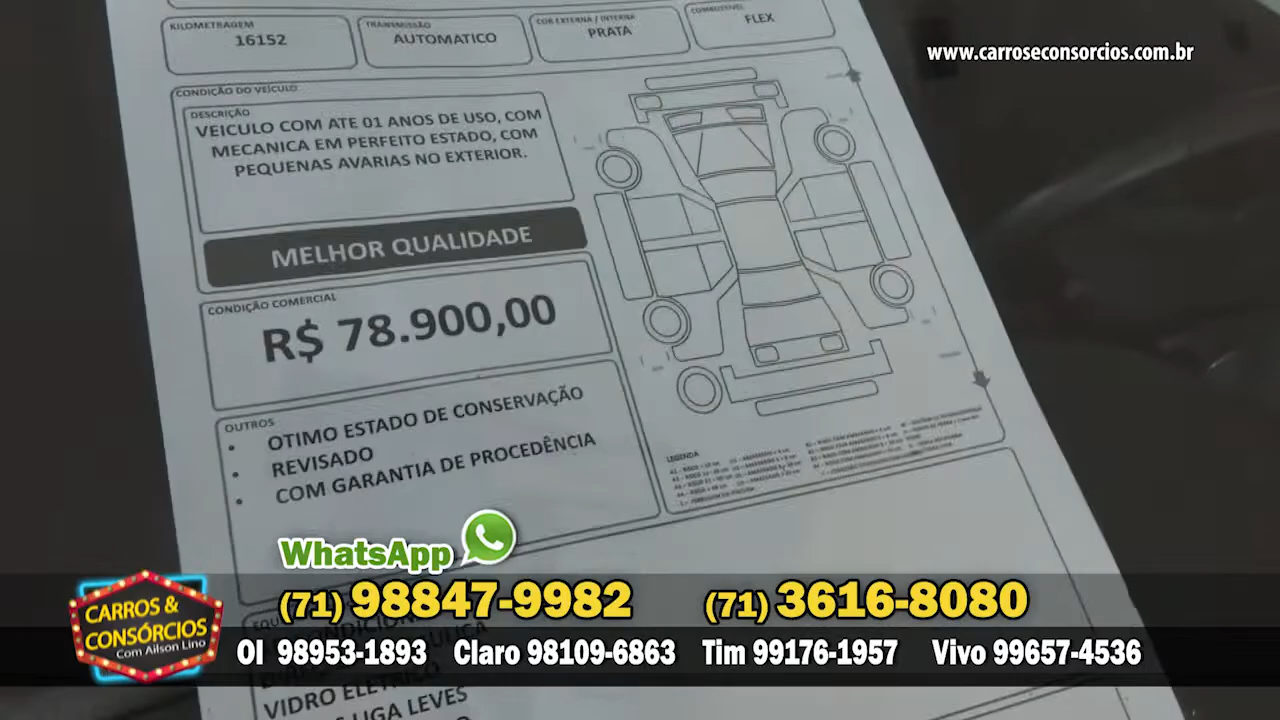 KILOMETRAGEM
16152
TRANSMISSÃO
AUTOMATICO
COR EXTERNA / INTERNA
PRATA
COMBUSTÍVEL
FLEX
www.carroseconsorcios.com.br
CONDIÇÃO DO VEÍCULO
DESCRIÇÃO
VEICULO COM ATE 01 ANOS DE USO, COM
MECANICA EM PERFEITO ESTADO, COM
PEQUENAS AVARIAS NO EXTERIOR.
MELHOR QUALIDADE
CONDIÇÃO COMERCIAL
R$ 78.900,00
OUTROS
• OTIMO ESTADO DE CONSERVAÇÃO
• REVISADO
• COM GARANTIA DE PROCEDÊNCIA
LEGENDA
WhatsApp
(71) 98847-9982 (71) 3616-8080
CARROS &
CONSÓRCIOS
Com Ailson Lino
OI 98953-1893 Claro 98109-6863 Tim 99176-1957 Vivo 99657-4536
VIDRO ELETRICO
LIGA LEVES